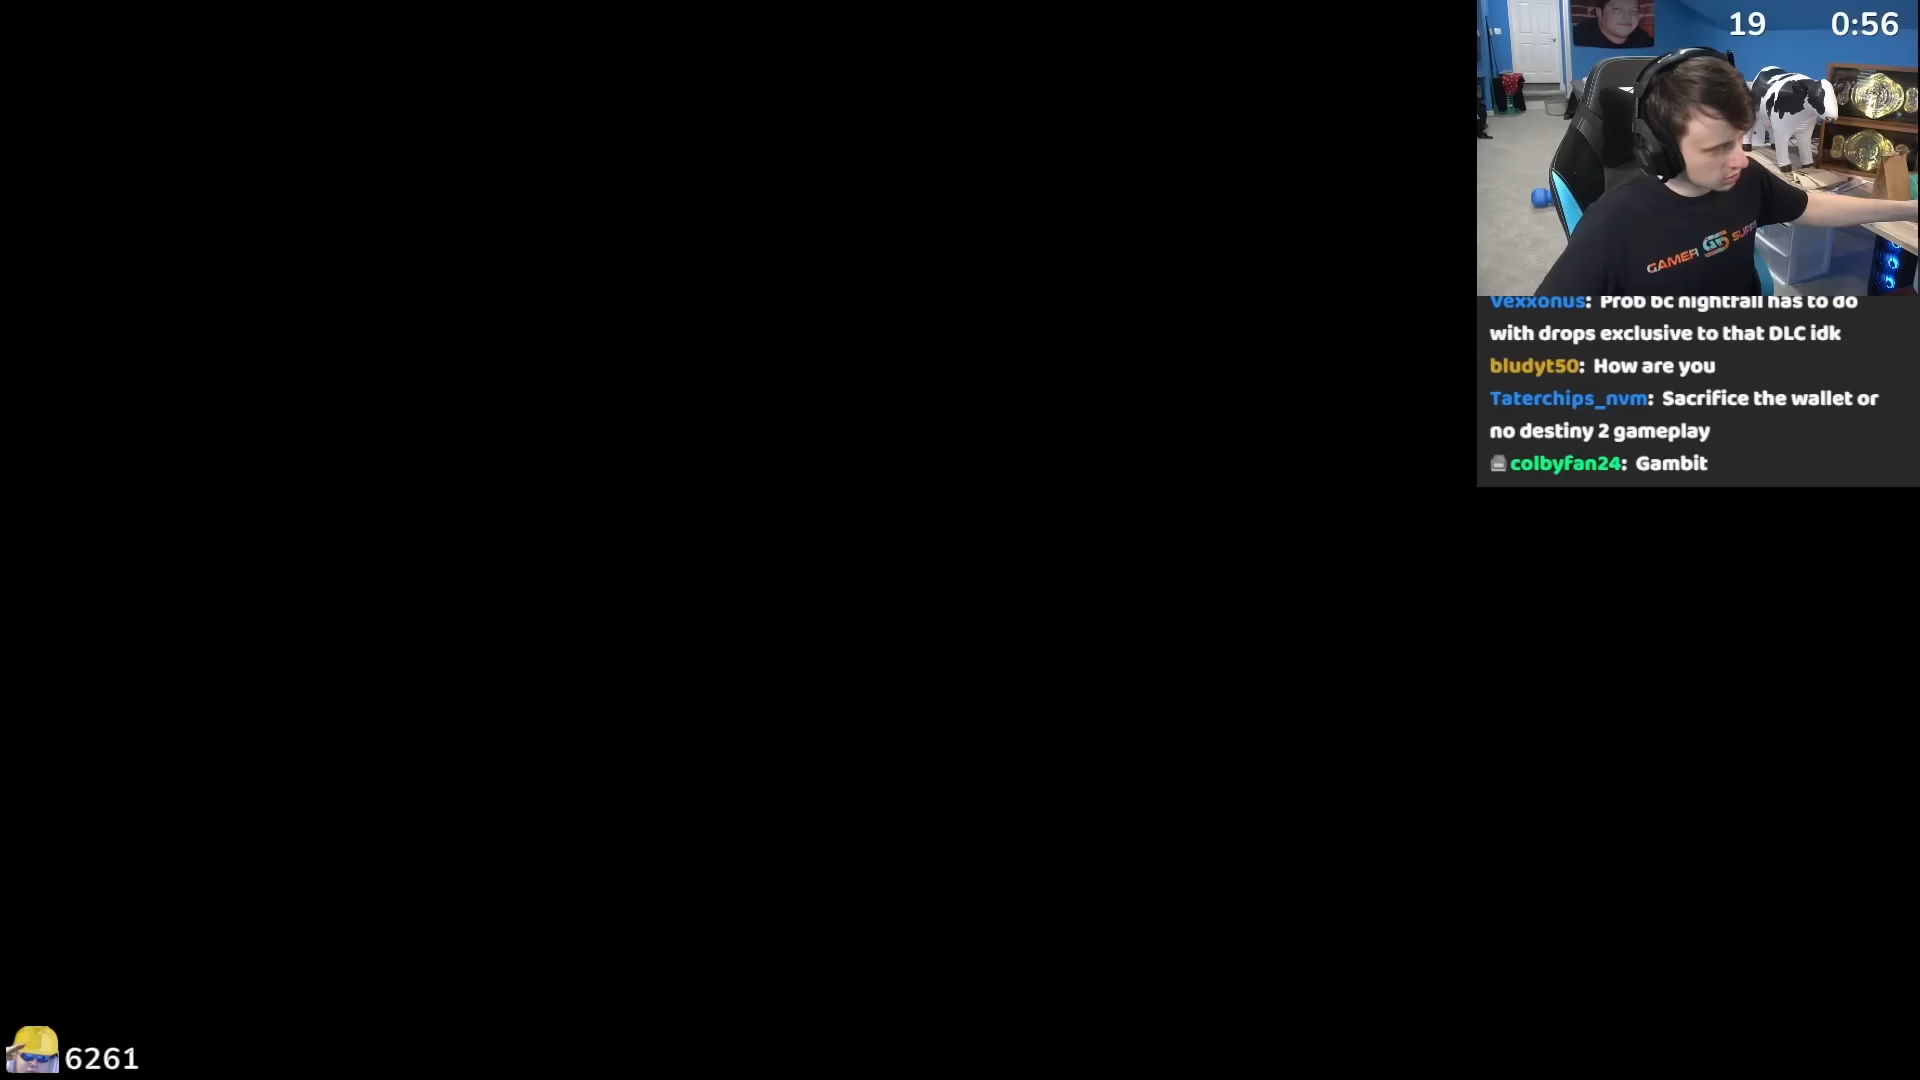 19 0:56
GAMER SUPPS
Vexxonus: Prob bc nightfall has to do
with drops exclusive to that DLC idk
bludyt50: How are you
Taterchips_nvm: Sacrifice the wallet or
no destiny 2 gameplay
colbyfan24: Gambit
6261